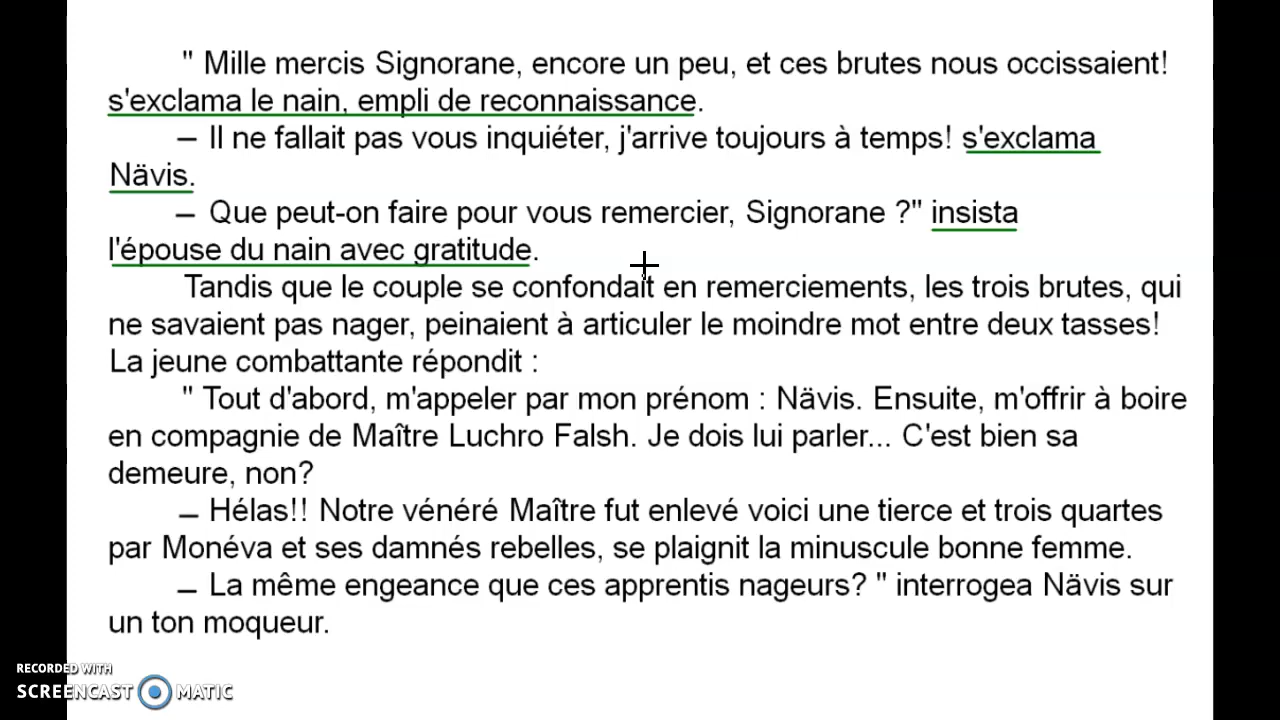 " Mille mercis Signorane, encore un peu, et ces brutes nous occissaient!
s'exclama le nain, empli de reconnaissance.
– Il ne fallait pas vous inquiéter, j'arrive toujours à temps! s'exclama
Nävis.
– Que peut-on faire pour vous remercier, Signorane ?" insista
l'épouse du nain avec gratitude.
Tandis que le couple se confondait en remerciements, les trois brutes, qui
ne savaient pas nager, peinaient à articuler le moindre mot entre deux tasses!
La jeune combattante répondit :
" Tout d'abord, m'appeler par mon prénom : Nävis. Ensuite, m'offrir à boire
en compagnie de Maître Luchro Falsh. Je dois lui parler... C'est bien sa
demeure, non?
– Hélas!! Notre vénéré Maître fut enlevé voici une tierce et trois quartes
par Monéva et ses damnés rebelles, se plaignit la minuscule bonne femme.
– La même engeance que ces apprentis nageurs? " interrogea Nävis sur
un ton moqueur.
RECORDED WITH
SCREENCAST MATIC